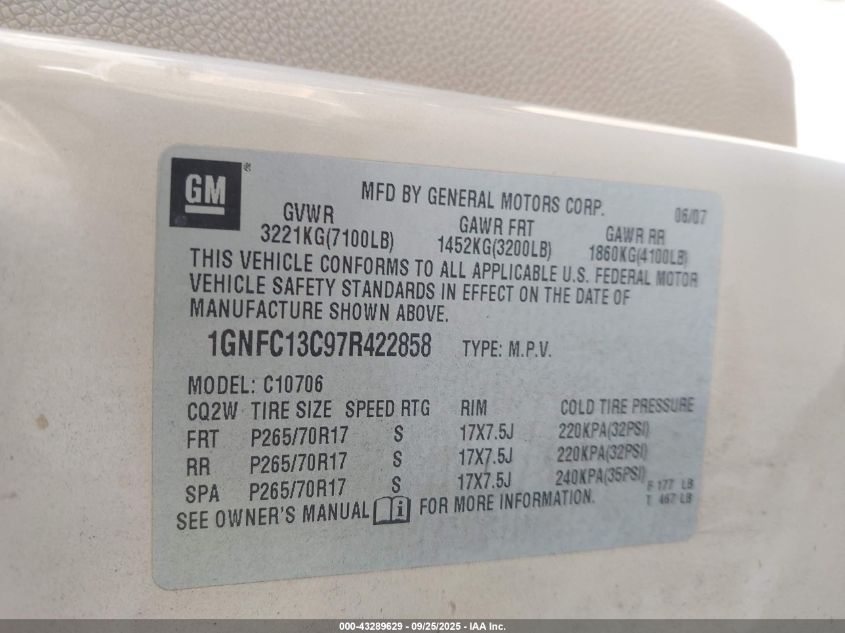 GM ®
MFD BY GENERAL MOTORS CORP. 06/07
GVWR GAWR FRT GAWR RR
3221KG(7100LB) 1452KG(3200LB) 1860KG(4100LB)
THIS VEHICLE CONFORMS TO ALL APPLICABLE U.S. FEDERAL MOTOR
VEHICLE SAFETY STANDARDS IN EFFECT ON THE DATE OF
MANUFACTURE SHOWN ABOVE.
1GNFC13C97R422858 TYPE: M.P.V.
MODEL: C10706
CQ2W TIRE SIZE SPEED RTG RIM COLD TIRE PRESSURE
FRT P265/70R17 S 17X7.5J 220KPA(32PSI)
RR P265/70R17 S 17X7.5J 220KPA(32PSI)
SPA P265/70R17 S 17X7.5J 240KPA(35PSI)
F 177 LB
T 467 LB
SEE OWNER'S MANUAL i FOR MORE INFORMATION.
000-43289629 - 09/25/2025 - IAA Inc.